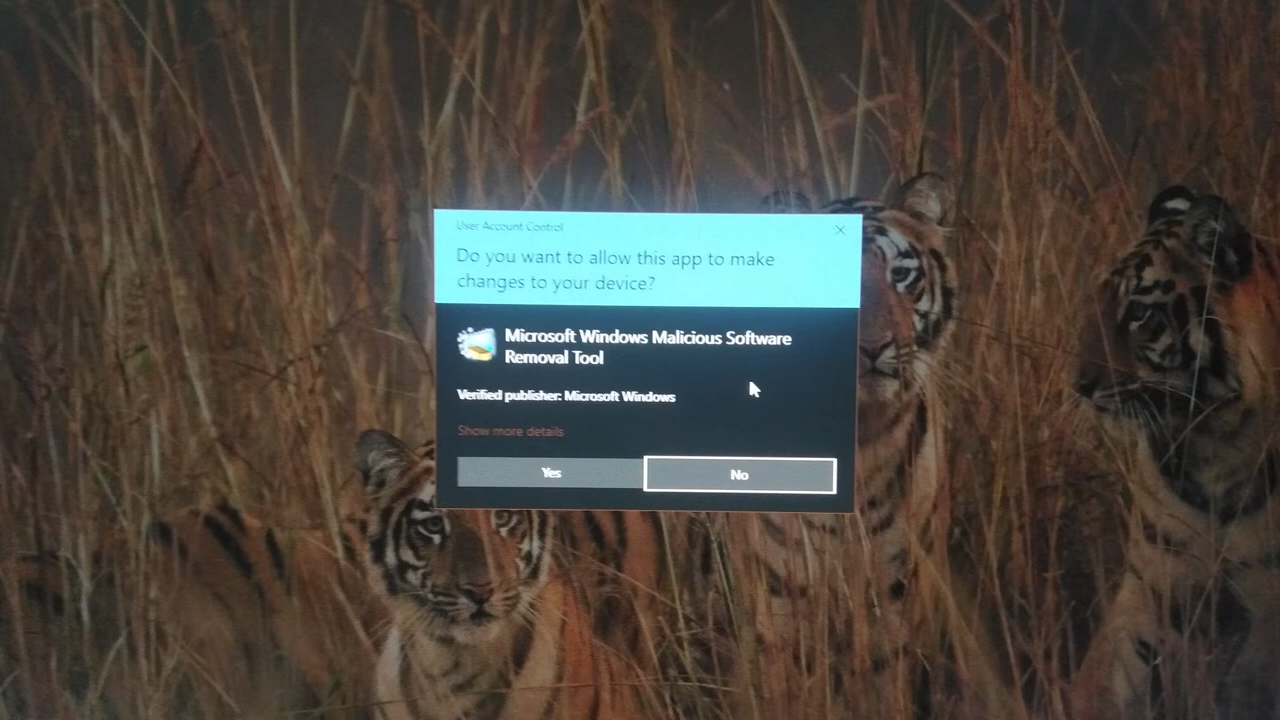 User Account Control
Do you want to allow this app to make
changes to your device?
Microsoft Windows Malicious Software
Removal Tool
Verified publisher: Microsoft Windows
Show more details
Yes
No